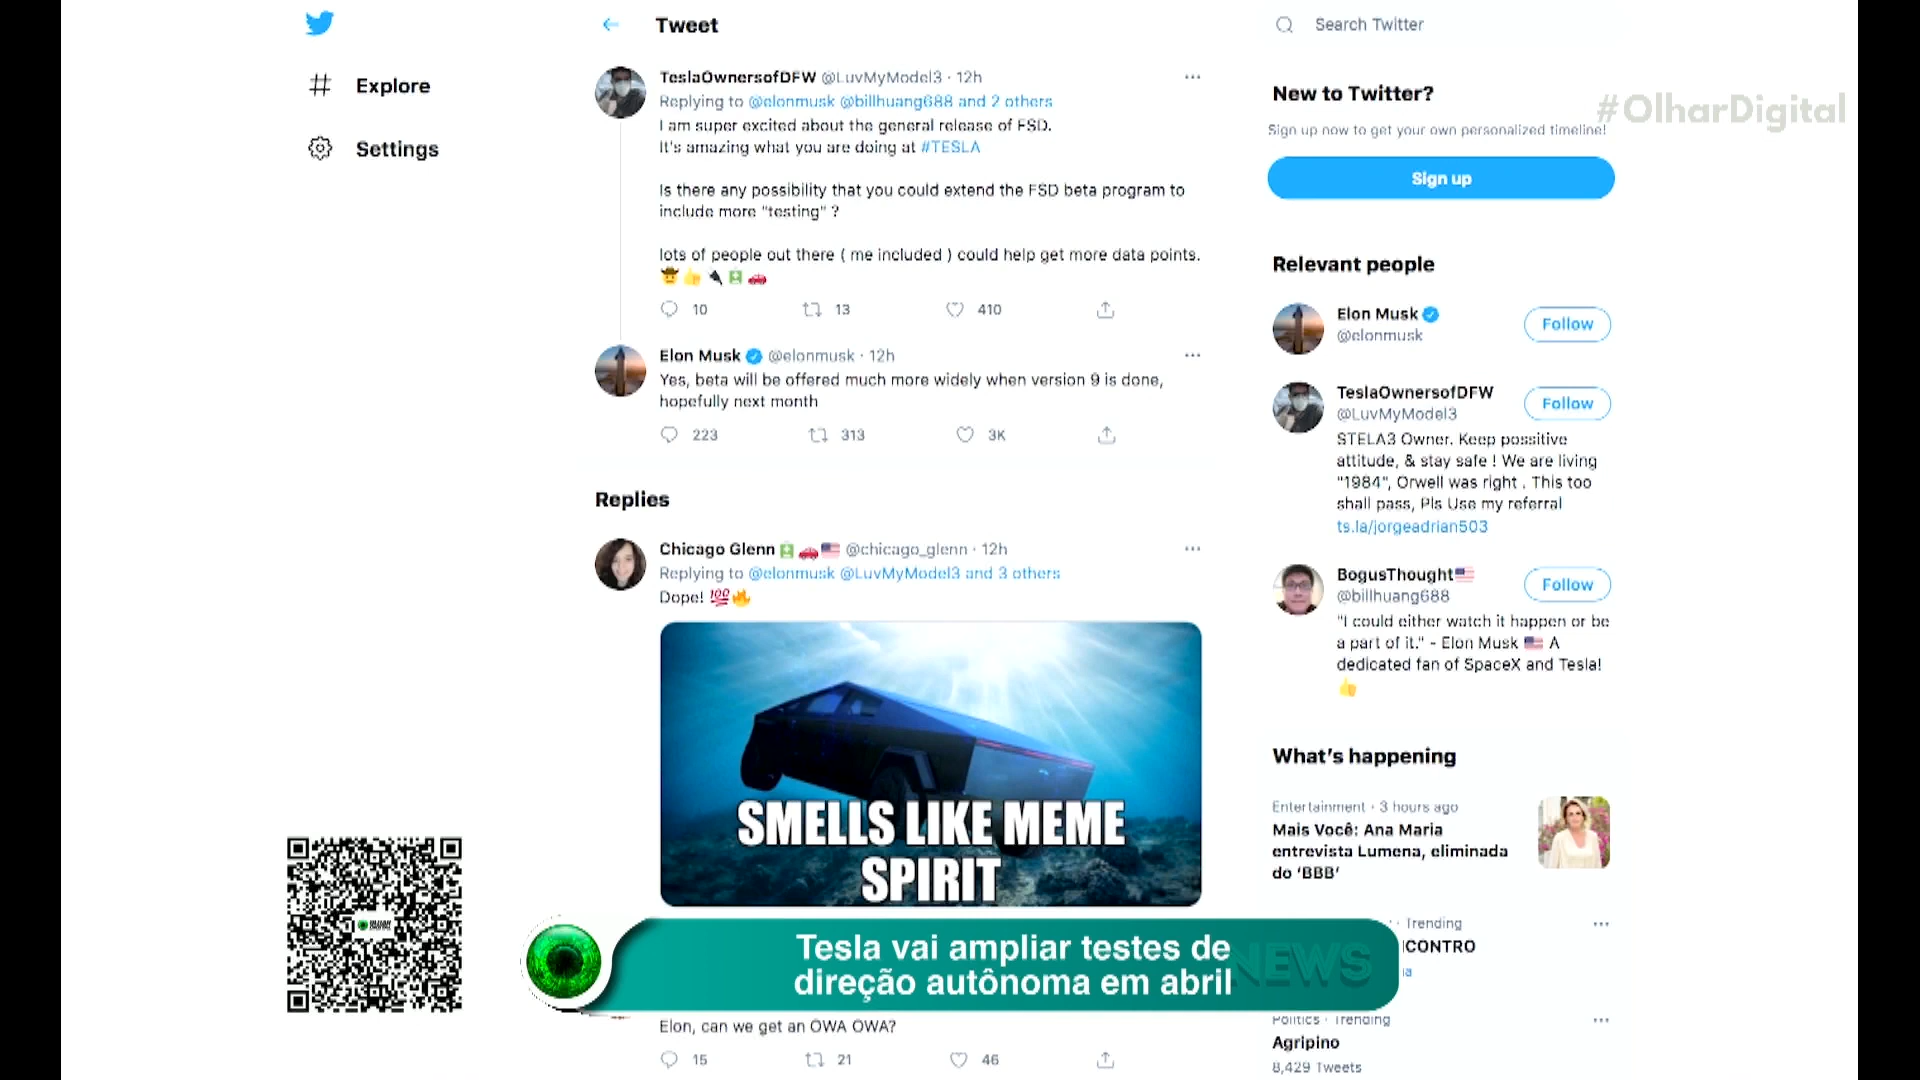 Tweet
Explore
Settings
TeslaOwnersofDFW @LuvMyModel3 · 12h
Replying to @elonmusk @billhuang688 and 2 others
I am super excited about the general release of FSD.
It's amazing what you are doing at #TESLA
Is there any possibility that you could extend the FSD beta program to
include more "testing" ?
lots of people out there ( me included ) could help get more data points.
10 13 410
Elon Musk @elonmusk · 12h
Yes, beta will be offered much more widely when version 9 is done,
hopefully next month
223 313 3K
Replies
Chicago Glenn @chicago_glenn · 12h
Replying to @elonmusk @LuvMyModel3 and 3 others
Dope! 💯🔥
SMELLS LIKE MEME
SPIRIT
Tesla vai ampliar testes de
direção autônoma em abril
NEWS
Elon, can we get an OWA OWA?
15 21 46
Search Twitter
New to Twitter?
#OlharDigital
Sign up now to get your own personalized timeline!
Sign up
Relevant people
Elon Musk
@elonmusk
Follow
TeslaOwnersofDFW
@LuvMyModel3
Follow
STELA3 Owner. Keep possitive
attitude, & stay safe ! We are living
"1984", Orwell was right . This too
shall pass, Pls Use my referral
ts.la/jorgeadrian503
BogusThought
@billhuang688
Follow
"I could either watch it happen or be
a part of it." - Elon Musk 🇺🇸 A
dedicated fan of SpaceX and Tesla!
What's happening
Entertainment · 3 hours ago
Mais Você: Ana Maria
entrevista Lumena, eliminada
do 'BBB'
· Trending
CONTRO
Politics · Trending
Agripino
8,429 Tweets